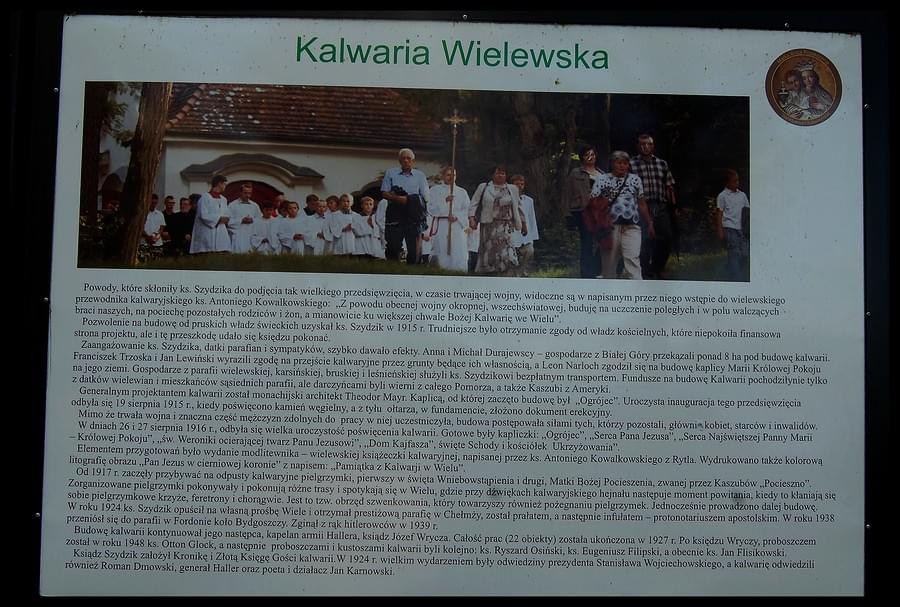 Kalwaria Wielewska
Powody, które skłoniły ks. Szydzika do podjęcia tak wielkiego przedsięwzięcia, w czasie trwającej wojny, widoczne są w napisanym przez niego wstępie do wielewskiego
przewodnika kalwaryjskiego ks. Antoniego Kowalkowskiego: „Z powodu obecnej wojny okropnej, wszechświatowej, buduję na uczczenie poległych i w polu walczących
braci naszych, na pociechę pozostałych rodziców i żon, a mianowicie ku większej chwale Bożej Kalwarię we Wielu”.
Pozwolenie na budowę od pruskich władz świeckich uzyskał ks. Szydzik w 1915 r. Trudniejsze było otrzymanie zgody od władz kościelnych, które niepokoiła finansowa
strona projektu, ale i tę przeszkodę udało się księdzu pokonać.
Zaangażowanie ks. Szydzika, datki parafian i sympatyków, szybko dawało efekty. Anna i Michał Durajewscy – gospodarze z Białej Góry przekazali ponad 8 ha pod budowę kalwarii.
Franciszek Trzoska i Jan Lewiński wyrazili zgodę na przejście kalwaryjne przez grunty będące ich własnością, a Leon Narloch zgodził się na budowę kaplicy Marii Królowej Pokoju
na jego ziemi. Gospodarze z parafii wielewskiej, karsińskiej, bruskiej i leśnieńskiej służyli ks. Szydzikowi bezpłatnym transportem. Fundusze na budowę Kalwarii pochodziłynie tylko
z datków wielewian i mieszkańców sąsiednich parafii, ale darczyńcami byli wierni z całego Pomorza, a także Kaszubi z Ameryki.
Generalnym projektantem kalwarii został monachijski architekt Theodor Mayr. Kaplicą, od której zaczęto budowę był „Ogrójec”. Uroczysta inauguracja tego przedsięwzięcia
odbyła się 19 sierpnia 1915 r., kiedy poświęcono kamień węgielny, a z tyłu ołtarza, w fundamencie, złożono dokument erekcyjny.
Mimo że trwała wojna i znaczna część mężczyzn zdolnych do pracy w niej uczestniczyła, budowa postępowała siłami tych, którzy pozostali, głównie kobiet, starców i inwalidów.
W dniach 26 i 27 sierpnia 1916 r., odbyła się wielka uroczystość poświęcenia kalwarii. Gotowe były kapliczki: „Ogrójec”, „Serca Pana Jezusa”, „Serca Najświętszej Panny Marii
– Królowej Pokoju”, „św. Weroniki ocierającej twarz Panu Jezusowi”, „Dom Kajfasza”, święte Schody i kościółek Ukrzyżowania”.
Elementem przygotowań było wydanie modlitewnika – wielewskiej książeczki kalwaryjnej, napisanej przez ks. Antoniego Kowalkowskiego z Rytla. Wydrukowano także kolorową
litografię obrazu „Pan Jezus w cierniowej koronie” z napisem: „Pamiątka z Kalwarji w Wielu”.
Od 1917 r. zaczęły przybywać na odpusty kalwaryjne pielgrzymki, pierwszy w święta Wniebowstąpienia i drugi, Matki Bożej Pocieszenia, zwanej przez Kaszubów „Pocieszno”.
Zorganizowane pielgrzymki pokonywały i pokonują różne trasy i spotykają się w Wielu, gdzie przy dźwiękach kalwaryjskiego hejnału następuje moment powitania, kiedy to kłaniają się
sobie pielgrzymkowe krzyże, feretrony i chorągwie. Jest to tzw. obrzęd szwenkowania, który towarzyszy również pożegnaniu pielgrzymek. Jednocześnie prowadzono dalej budowę.
W roku 1924 ks. Szydzik opuścił na własną prośbę Wiele i otrzymał prestiżową parafię w Chełmży, został prałatem, a następnie infułatem – protonotariuszem apostolskim. W roku 1938
przeniósł się do parafii w Fordonie koło Bydgoszczy. Zginął z rąk hitlerowców w 1939 r.
Budowę kalwarii kontynuował jego następca, kapelan armii Hallera, ksiądz Józef Wrycza. Całość prac (22 obiekty) została ukończona w 1927 r. Po księdzu Wryczy, proboszczem
został w roku 1948 ks. Otton Glock, a następnie proboszczami i kustoszami kalwarii byli kolejno: ks. Ryszard Osiński, ks. Eugeniusz Filipski, a obecnie ks. Jan Flisikowski.
Ksiądz Szydzik założył Kronikę i Złotą Księgę Gości kalwarii.W 1924 r. wielkim wydarzeniem były odwiedziny prezydenta Stanisława Wojciechowskiego, a kalwarię odwiedzili
również Roman Dmowski, generał Haller oraz poeta i działacz Jan Karnowski.